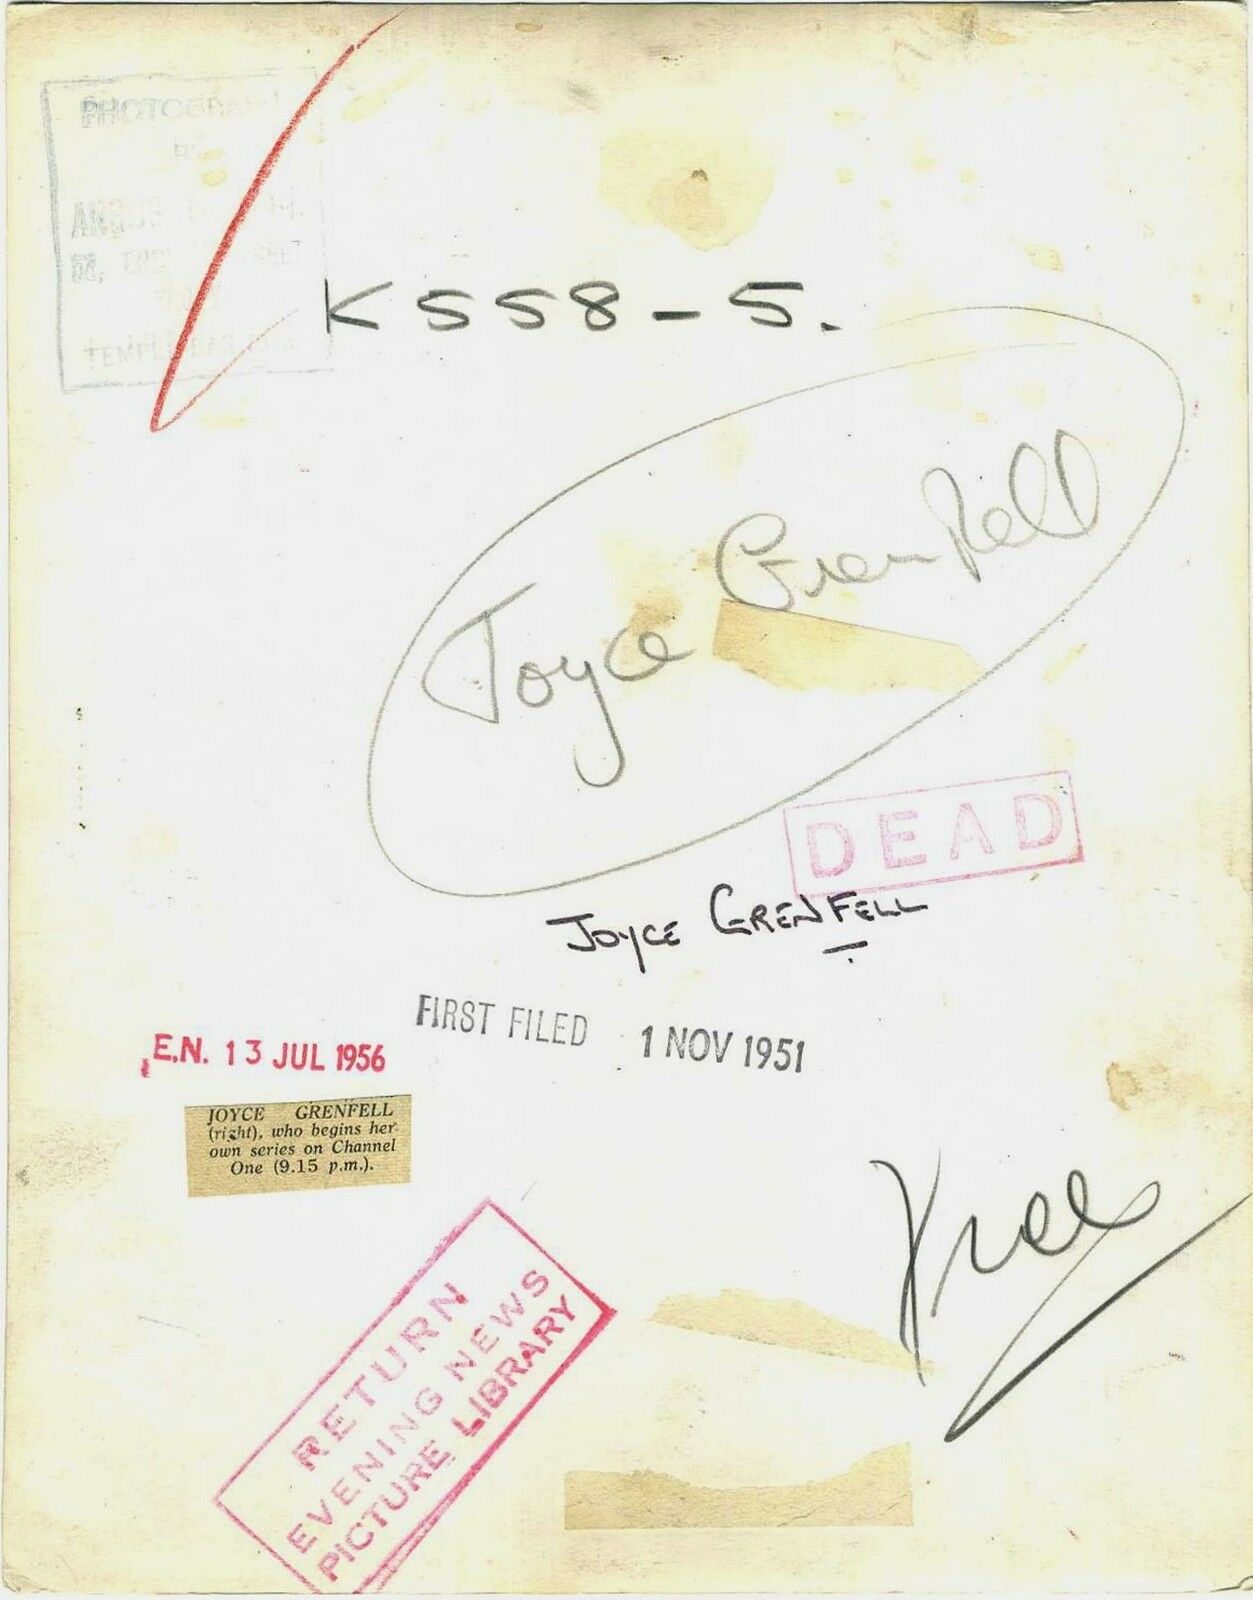 PHOTOGRAPH
TEMPLE BAR
K558-5.
Joyce Grenfell
DEAD
JOYCE GRENFELL
FIRST FILED 1 NOV 1951
E.N. 13 JUL 1956
JOYCE GRENFELL
(right), who begins her
own series on Channel
One (9.15 p.m.).
RETURN
EVENING NEWS
PICTURE LIBRARY